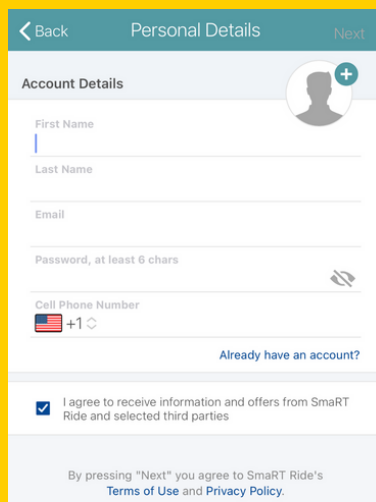 Back
Personal Details
Next
Account Details
First Name
Last Name
Email
Password, at least 6 chars
Cell Phone Number
+1
Already have an account?
I agree to receive information and offers from SmaRT
Ride and selected third parties
By pressing "Next" you agree to SmaRT Ride's
Terms of Use and Privacy Policy.